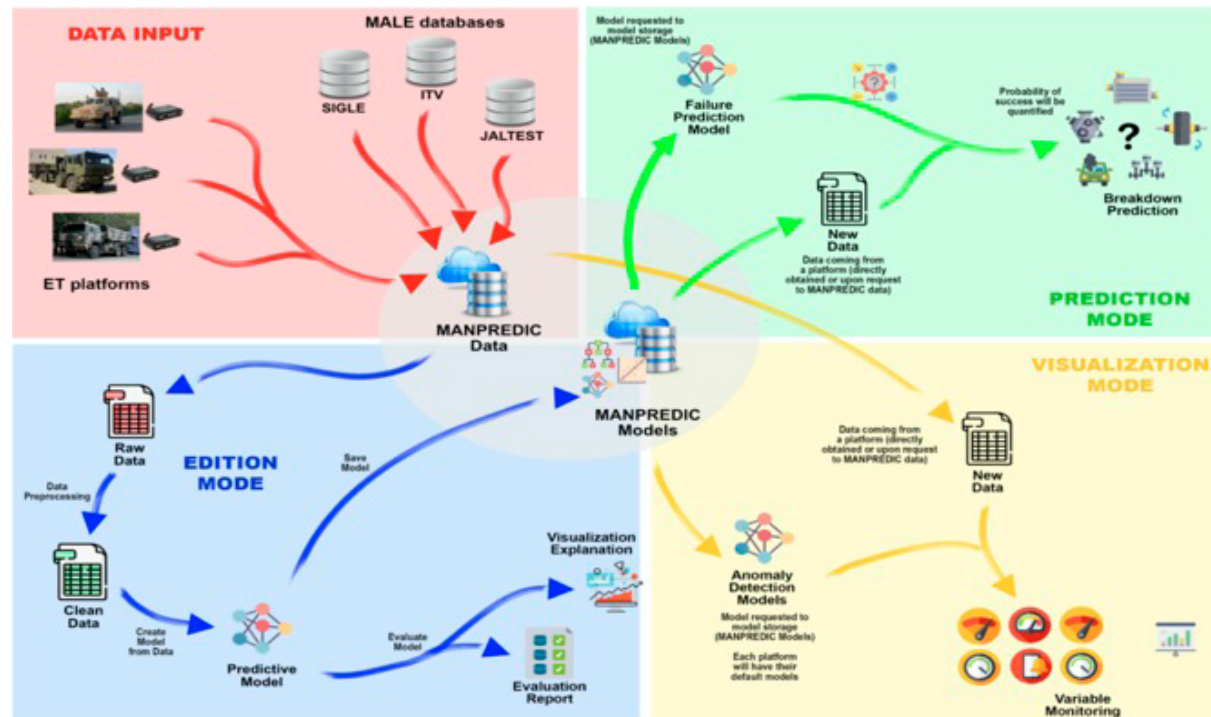 DATA INPUT
MALE databases
SIGLE
ITV
JALTEST
ET platforms
MANPREDIC
Data
Model requested to
model storage
(MANPREDIC Models)
Failure
Prediction
Model
?
Probability of
success will be
quantified
?
Breakdown
Prediction
New
Data
Data coming from
a platform (directly
obtained or upon request
to MANPREDIC data)
PREDICTION
MODE
MANPREDIC
Models
EDITION
MODE
Raw
Data
Data
Preprocessing
Clean
Data
Create
Model
from Data
Predictive
Model
Save
Model
Evaluate
Model
Visualization
Explanation
Evaluation
Report
VISUALIZATION
MODE
Data coming from
a platform (directly
obtained or upon request
to MANPREDIC data)
New
Data
Anomaly
Detection
Models
Model requested to
model storage
(MANPREDIC Models)
Each platform
will have their
default models
Variable
Monitoring